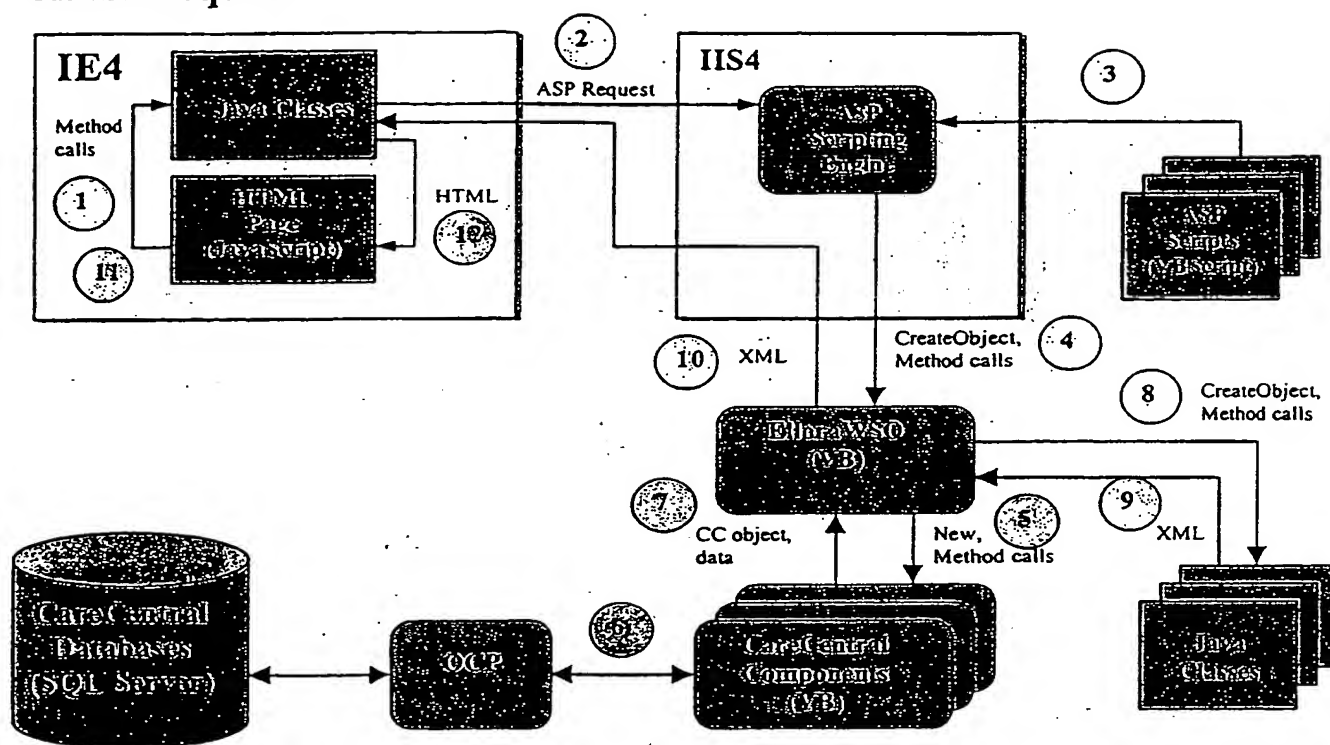 IE4
Java Classes
Method
calls
1
11
HTML
Page
(Javascript)
HTML
12
2
ASP Request
IIS4
ASP
Scripting
Engine
3
ASP
Scripts
(VBScript)
10
XML
CreateObject,
Method calls
4
8
CreateObject,
Method calls
(VB)
7
CC object,
data
New,
Method calls
5
9
XML
CareCentral
Databases
(SQL Server)
OCP
6
CareCentral
Components
(VB)
Java
Classes